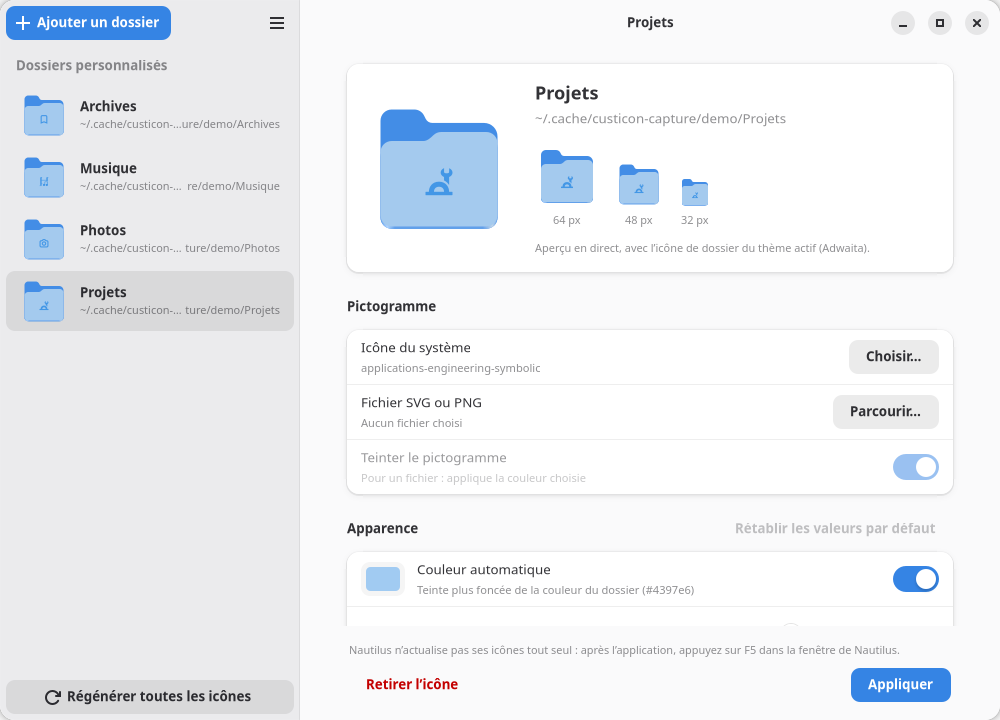 Ajouter un dossier
Dossiers personnalisés
Archives
~/.cache/custicon-...ure/demo/Archives
Musique
~/.cache/custicon-... re/demo/Musique
Photos
~/.cache/custicon-... ture/demo/Photos
Projets
~/.cache/custicon-... ture/demo/Projets
Régénérer toutes les icônes
Projets
Projets
~/.cache/custicon-capture/demo/Projets
64 px
48 px
32 px
Aperçu en direct, avec l’icône de dossier du thème actif (Adwaita).
Pictogramme
Icône du système
applications-engineering-symbolic
Choisir...
Fichier SVG ou PNG
Aucun fichier choisi
Parcourir...
Teinter le pictogramme
Pour un fichier : applique la couleur choisie
Apparence
Rétablir les valeurs par défaut
Couleur automatique
Teinte plus foncée de la couleur du dossier (#4397e6)
Nautilus n’actualise pas ses icônes tout seul : après l’application, appuyez sur F5 dans la fenêtre de Nautilus.
Retirer l’icône
Appliquer